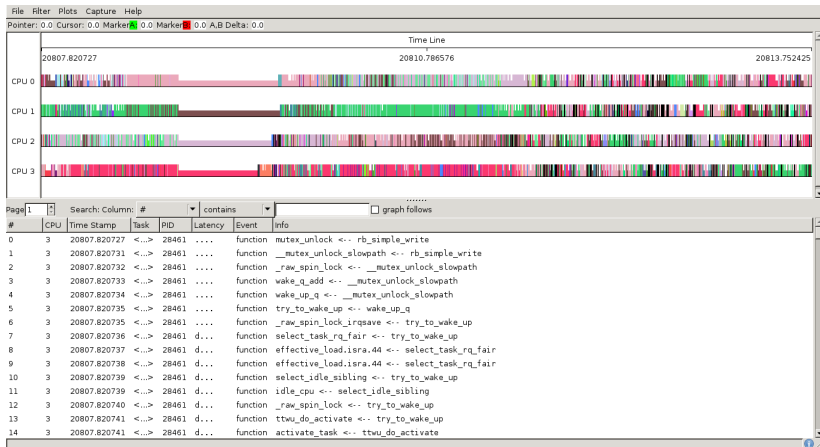 File Filter Plots Capture Help
Pointer: 0.0 Cursor: 0.0 MarkerA: 0.0 MarkerB: 0.0 A,B Delta: 0.0
Time Line
20807.820727 20810.786576 20813.752425
CPU 0
CPU 1
CPU 2
CPU 3
Page 1 Search: Column: # contains graph follows
# CPU Time Stamp Task PID Latency Event Info
0 3 20807.820727 <...> 28461 .... function mutex_unlock <-- rb_simple_write
1 3 20807.820731 <...> 28461 .... function __mutex_unlock_slowpath <-- rb_simple_write
2 3 20807.820732 <...> 28461 .... function _raw_spin_lock <-- __mutex_unlock_slowpath
3 3 20807.820733 <...> 28461 .... function wake_q_add <-- __mutex_unlock_slowpath
4 3 20807.820734 <...> 28461 .... function wake_up_q <-- __mutex_unlock_slowpath
5 3 20807.820735 <...> 28461 .... function try_to_wake_up <-- wake_up_q
6 3 20807.820735 <...> 28461 .... function _raw_spin_lock_irqsave <-- try_to_wake_up
7 3 20807.820736 <...> 28461 d... function select_task_rq_fair <-- try_to_wake_up
8 3 20807.820737 <...> 28461 d... function effective_load.isra.44 <-- select_task_rq_fair
9 3 20807.820738 <...> 28461 d... function effective_load.isra.44 <-- select_task_rq_fair
10 3 20807.820739 <...> 28461 d... function select_idle_sibling <-- try_to_wake_up
11 3 20807.820739 <...> 28461 d... function idle_cpu <-- select_idle_sibling
12 3 20807.820740 <...> 28461 d... function _raw_spin_lock <-- try_to_wake_up
13 3 20807.820741 <...> 28461 d... function ttwu_do_activate <-- try_to_wake_up
14 3 20807.820741 <...> 28461 d... function activate_task <-- ttwu_do_activate